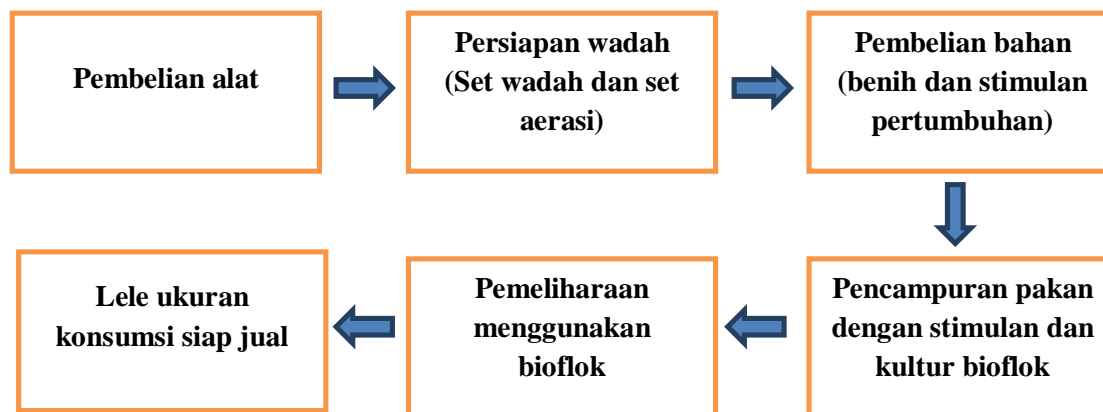 Pembelian alat
Persiapan wadah
(Set wadah dan set
aerasi)
Pembelian bahan
(benih dan stimulan
pertumbuhan)
Pencampuran pakan
dengan stimulan dan
kultur bioflok
Pemeliharaan
menggunakan
bioflok
Lele ukuran
konsumsi siap jual